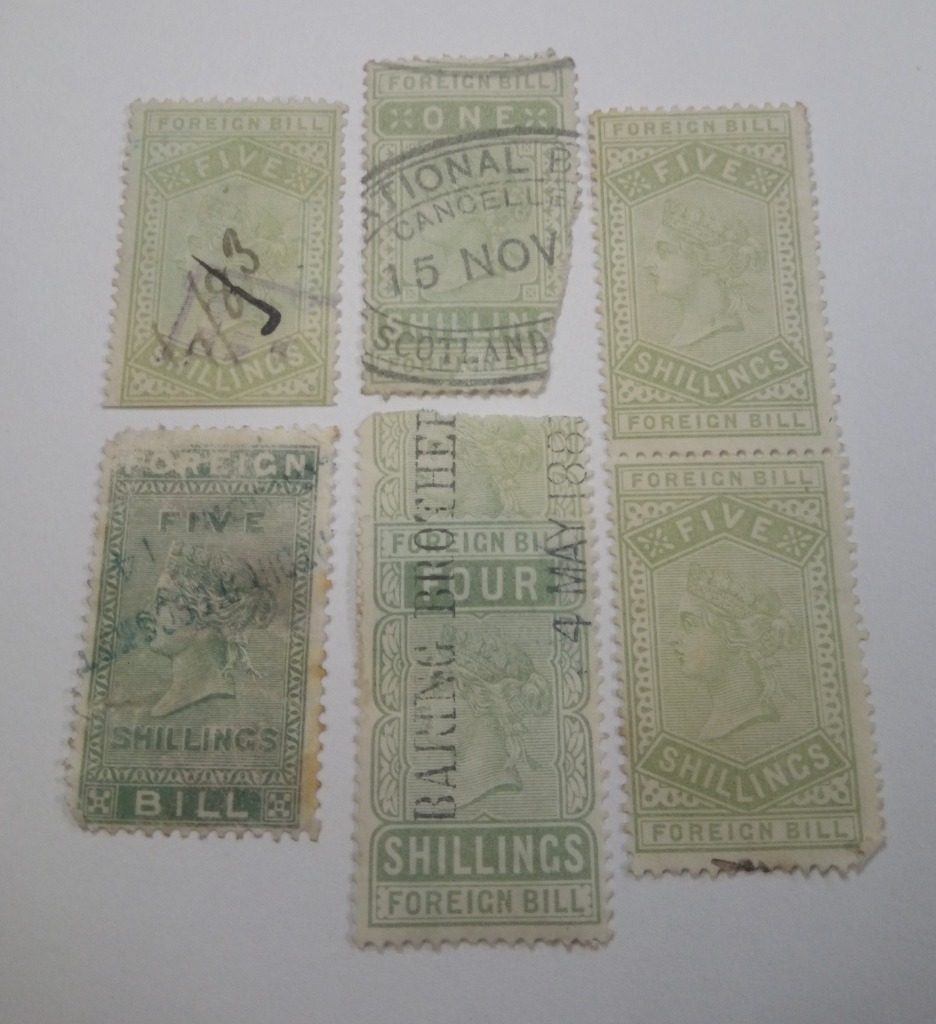 FOREIGN BILL
FIVE
183
SHILLINGS
FOREIGN BILL
ONE
TIONAL B
CANCELLE
15 NOV
SHILLING
SCOTLAND
FOREIGN BILL
FIVE
SHILLINGS
FOREIGN BILL
FOREIGN BILL
FIVE
SHILLINGS
FOREIGN BILL
FOREIGN
FIVE
SHILLINGS
BILL
BARING BROTHER
4 MAY 188
FOREIGN BILL
FOUR
SHILLINGS
FOREIGN BILL